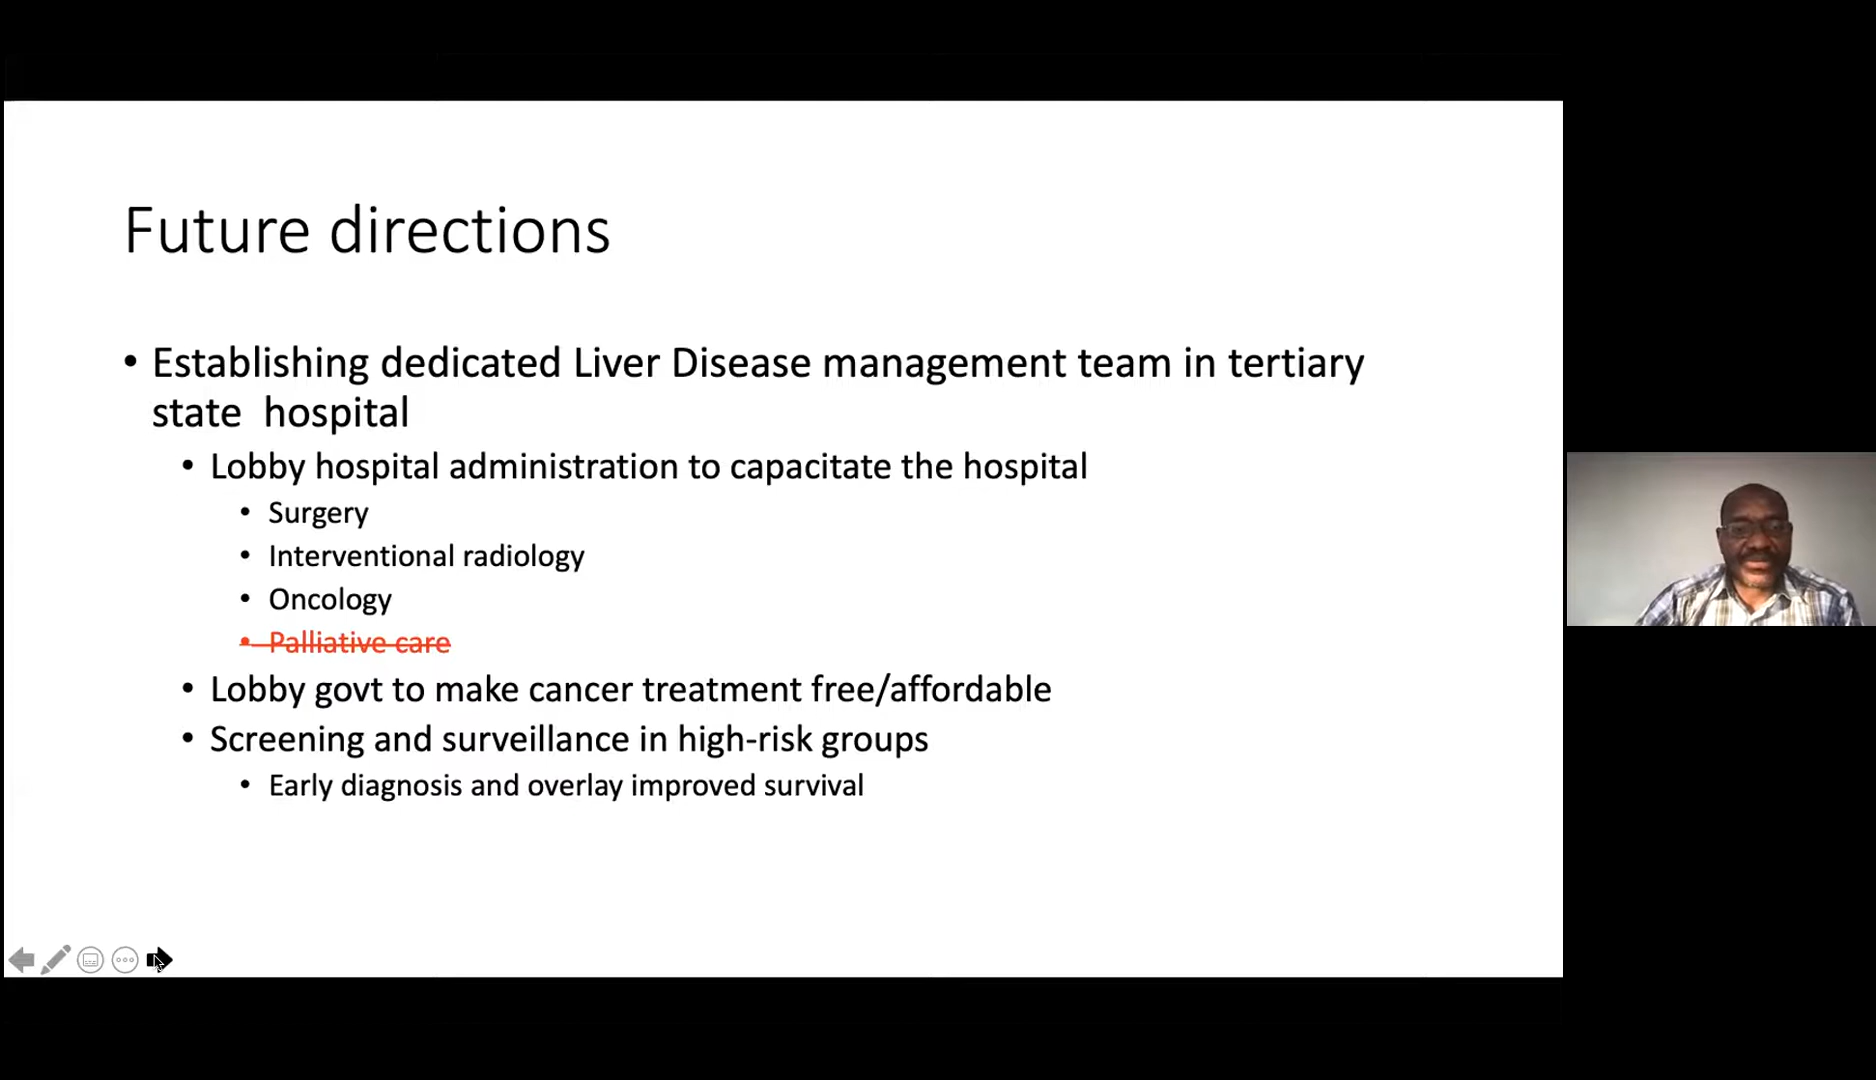 Future directions
• Establishing dedicated Liver Disease management team in tertiary
state  hospital
• Lobby hospital administration to capacitate the hospital
• Surgery
• Interventional radiology
• Oncology
• Palliative care
• Lobby govt to make cancer treatment free/affordable
• Screening and surveillance in high-risk groups
• Early diagnosis and overlay improved survival